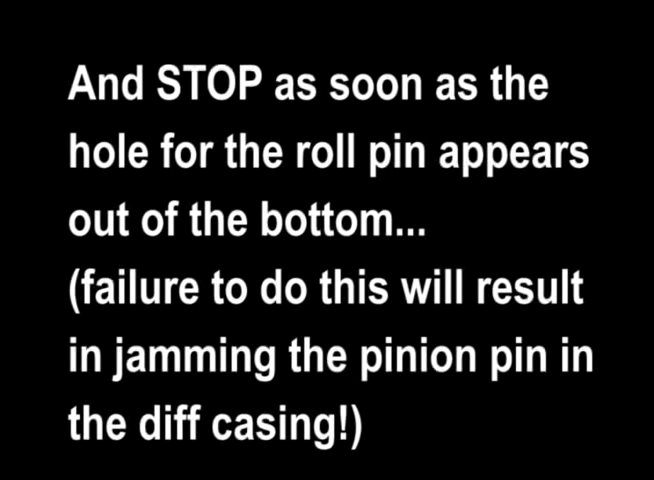 And STOP as soon as the
hole for the roll pin appears
out of the bottom...
(failure to do this will result
in jamming the pinion pin in
the diff casing!)